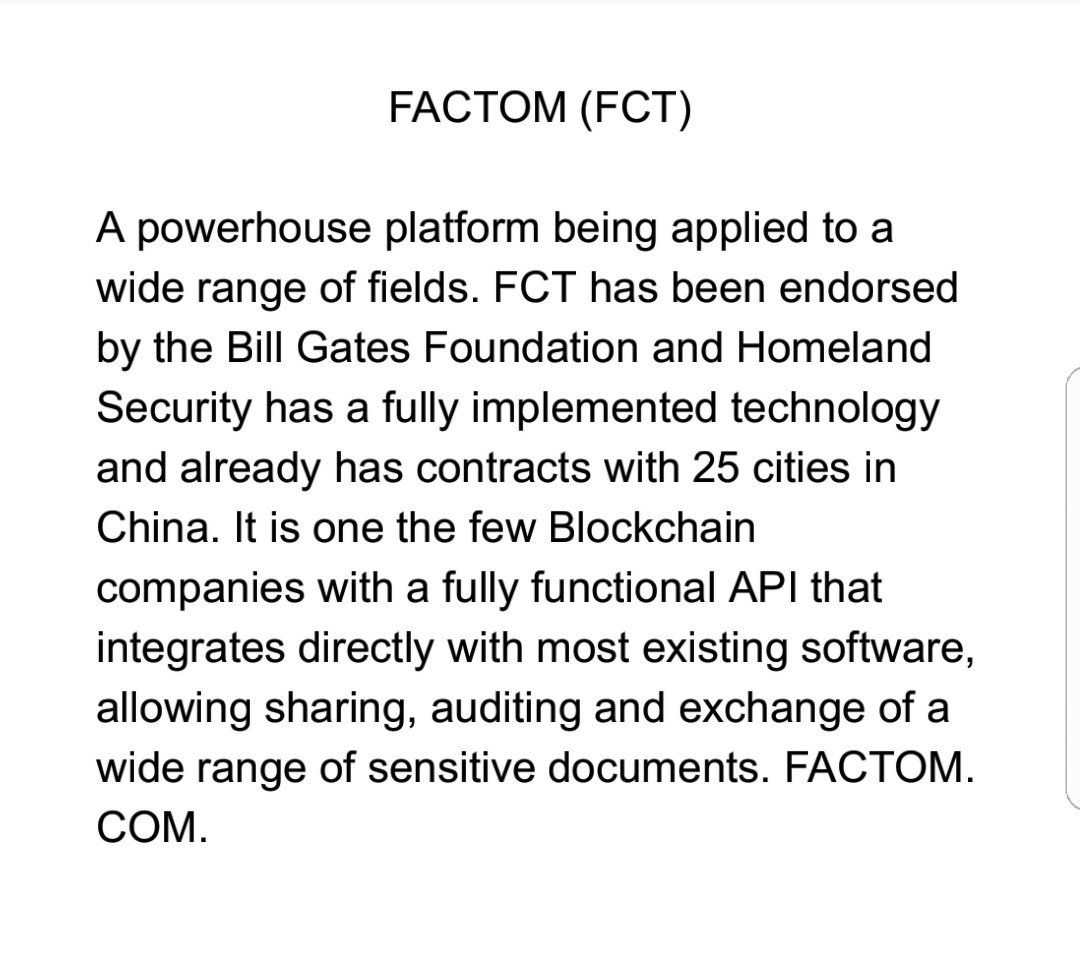 FACTOM (FCT)
A powerhouse platform being applied to a
wide range of fields. FCT has been endorsed
by the Bill Gates Foundation and Homeland
Security has a fully implemented technology
and already has contracts with 25 cities in
China. It is one the few Blockchain
companies with a fully functional API that
integrates directly with most existing software,
allowing sharing, auditing and exchange of a
wide range of sensitive documents. FACTOM.
COM.